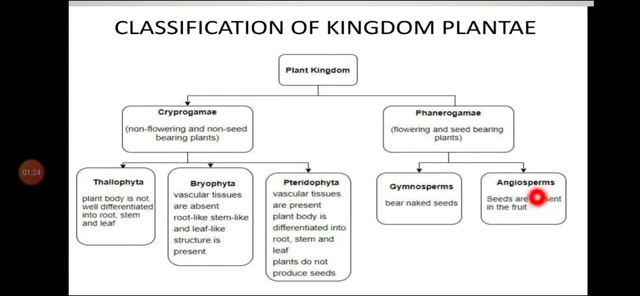 CLASSIFICATION OF KINGDOM PLANTAE
Plant Kingdom
Cryprogamae
(non-flowering and non-seed
bearing plants)
Phanerogamae
(flowering and seed bearing
plants)
Thallophyta
plant body is not
well differentiated
into root, stem
and leaf
Bryophyta
vascular tissues
are absent
root-like stem-like
and leaf-like
structure is
present
Pteridophyta
vascular tissues
are present
plant body is
differentiated into
root, stem and
leaf
plants do not
produce seeds
Gymnosperms
bear naked seeds
Angiosperms
Seeds are
in the fruit
01:24